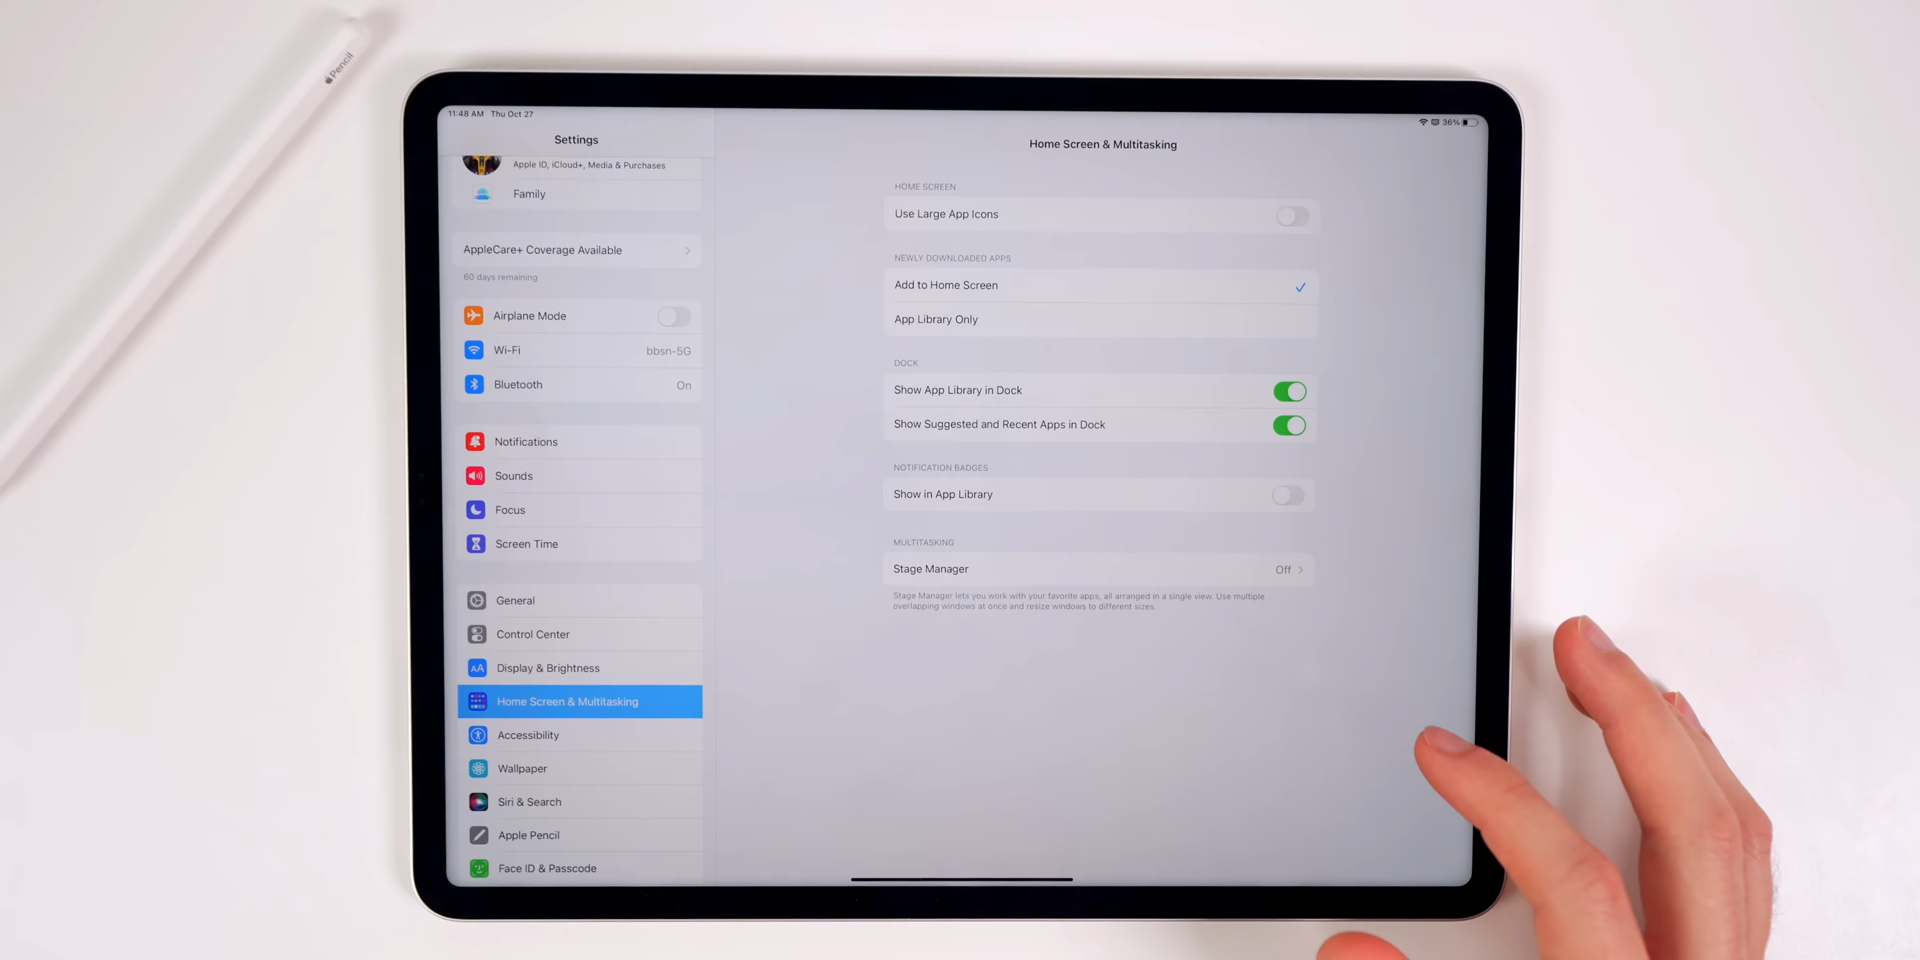 Pencil
11:48 AM Thu Oct 27
36%
Settings
Apple ID, iCloud+, Media & Purchases
Family
AppleCare+ Coverage Available
60 days remaining
Airplane Mode
Wi-Fi
bbsn-5G
Bluetooth
On
Notifications
Sounds
Focus
Screen Time
General
Control Center
AA Display & Brightness
Home Screen & Multitasking
Accessibility
Wallpaper
Siri & Search
Apple Pencil
Face ID & Passcode
Home Screen & Multitasking
HOME SCREEN
Use Large App Icons
NEWLY DOWNLOADED APPS
Add to Home Screen
App Library Only
DOCK
Show App Library in Dock
Show Suggested and Recent Apps in Dock
NOTIFICATION BADGES
Show in App Library
MULTITASKING
Stage Manager
Off
Stage Manager lets you work with your favorite apps, all arranged in a single view. Use multiple
overlapping windows at once and resize windows to different sizes.